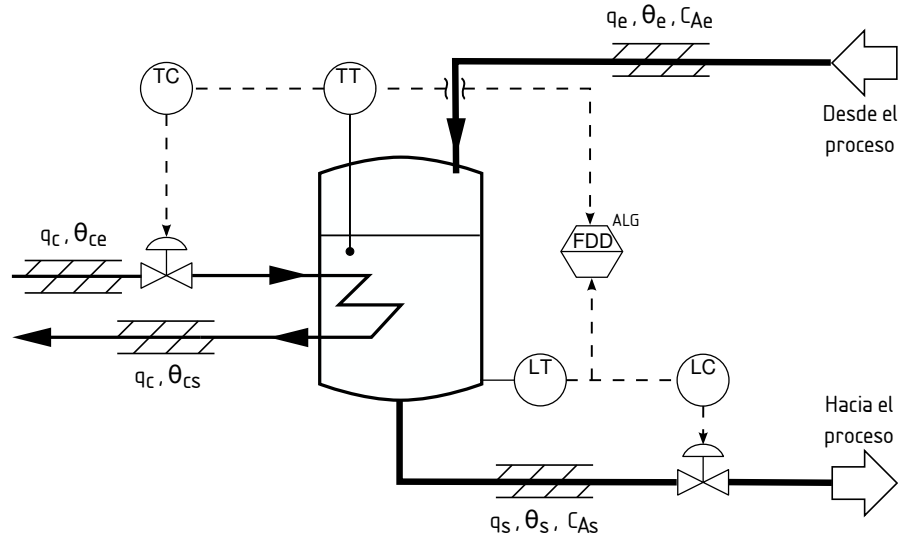 qe, θe, CAe
TC
TT
Desde el
proceso
ALG
FDD
qc, θce
qc, θcs
LT
LC
Hacia el
proceso
qs, θs, CAs